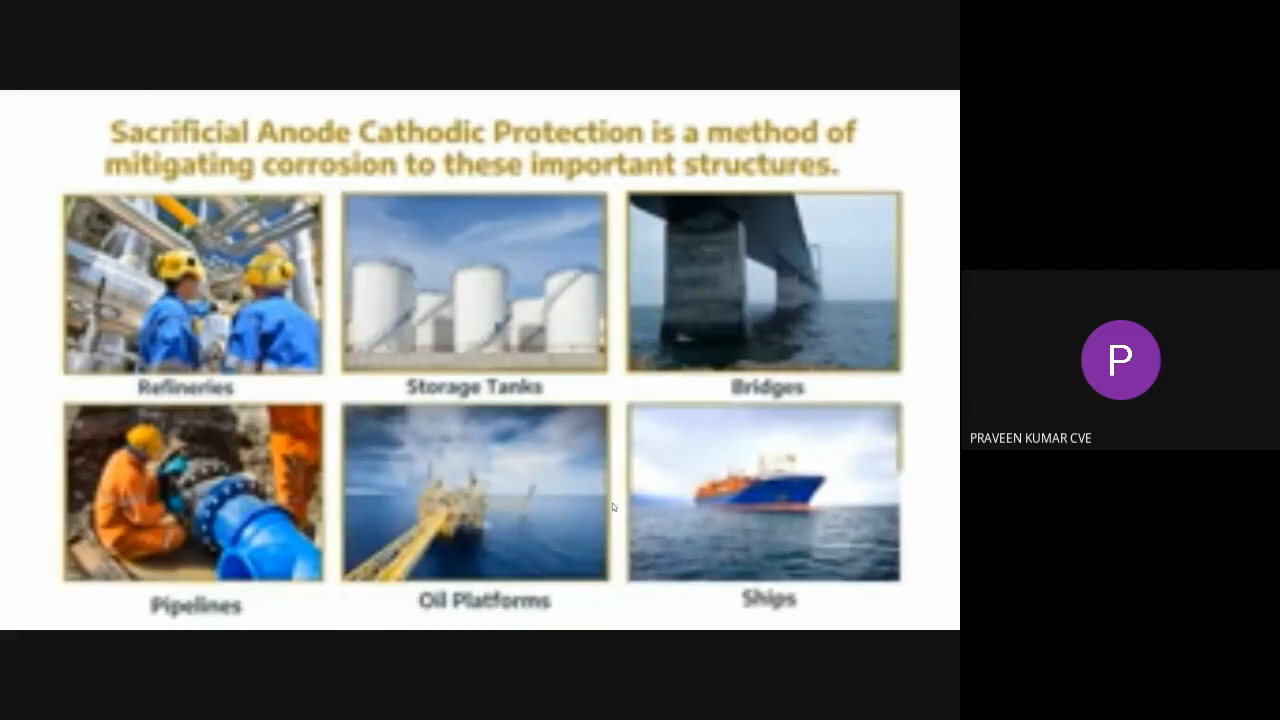 Sacrificial Anode Cathodic Protection is a method of
mitigating corrosion to these important structures.
Refineries
Storage Tanks
Bridges
Pipelines
Oil Platforms
Ships
P
PRAVEEN KUMAR CVE